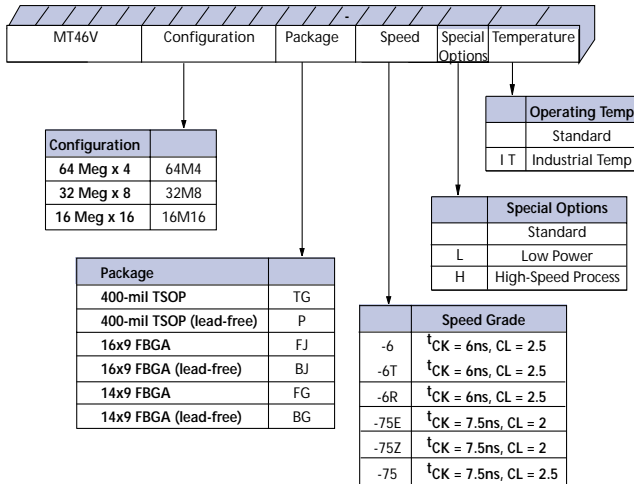 -
MT46V Configuration Package Speed Special Options Temperature
Operating Temp
Standard
I T Industrial Temp
Configuration
64 Meg x 4 64M4
32 Meg x 8 32M8
16 Meg x 16 16M16
Special Options
Standard
L Low Power
H High-Speed Process
Package
400-mil TSOP TG
400-mil TSOP (lead-free) P
16x9 FBGA FJ
16x9 FBGA (lead-free) BJ
14x9 FBGA FG
14x9 FBGA (lead-free) BG
Speed Grade
-6 tCK = 6ns, CL = 2.5
-6T tCK = 6ns, CL = 2.5
-6R tCK = 6ns, CL = 2.5
-75E tCK = 7.5ns, CL = 2
-75Z tCK = 7.5ns, CL = 2
-75 tCK = 7.5ns, CL = 2.5